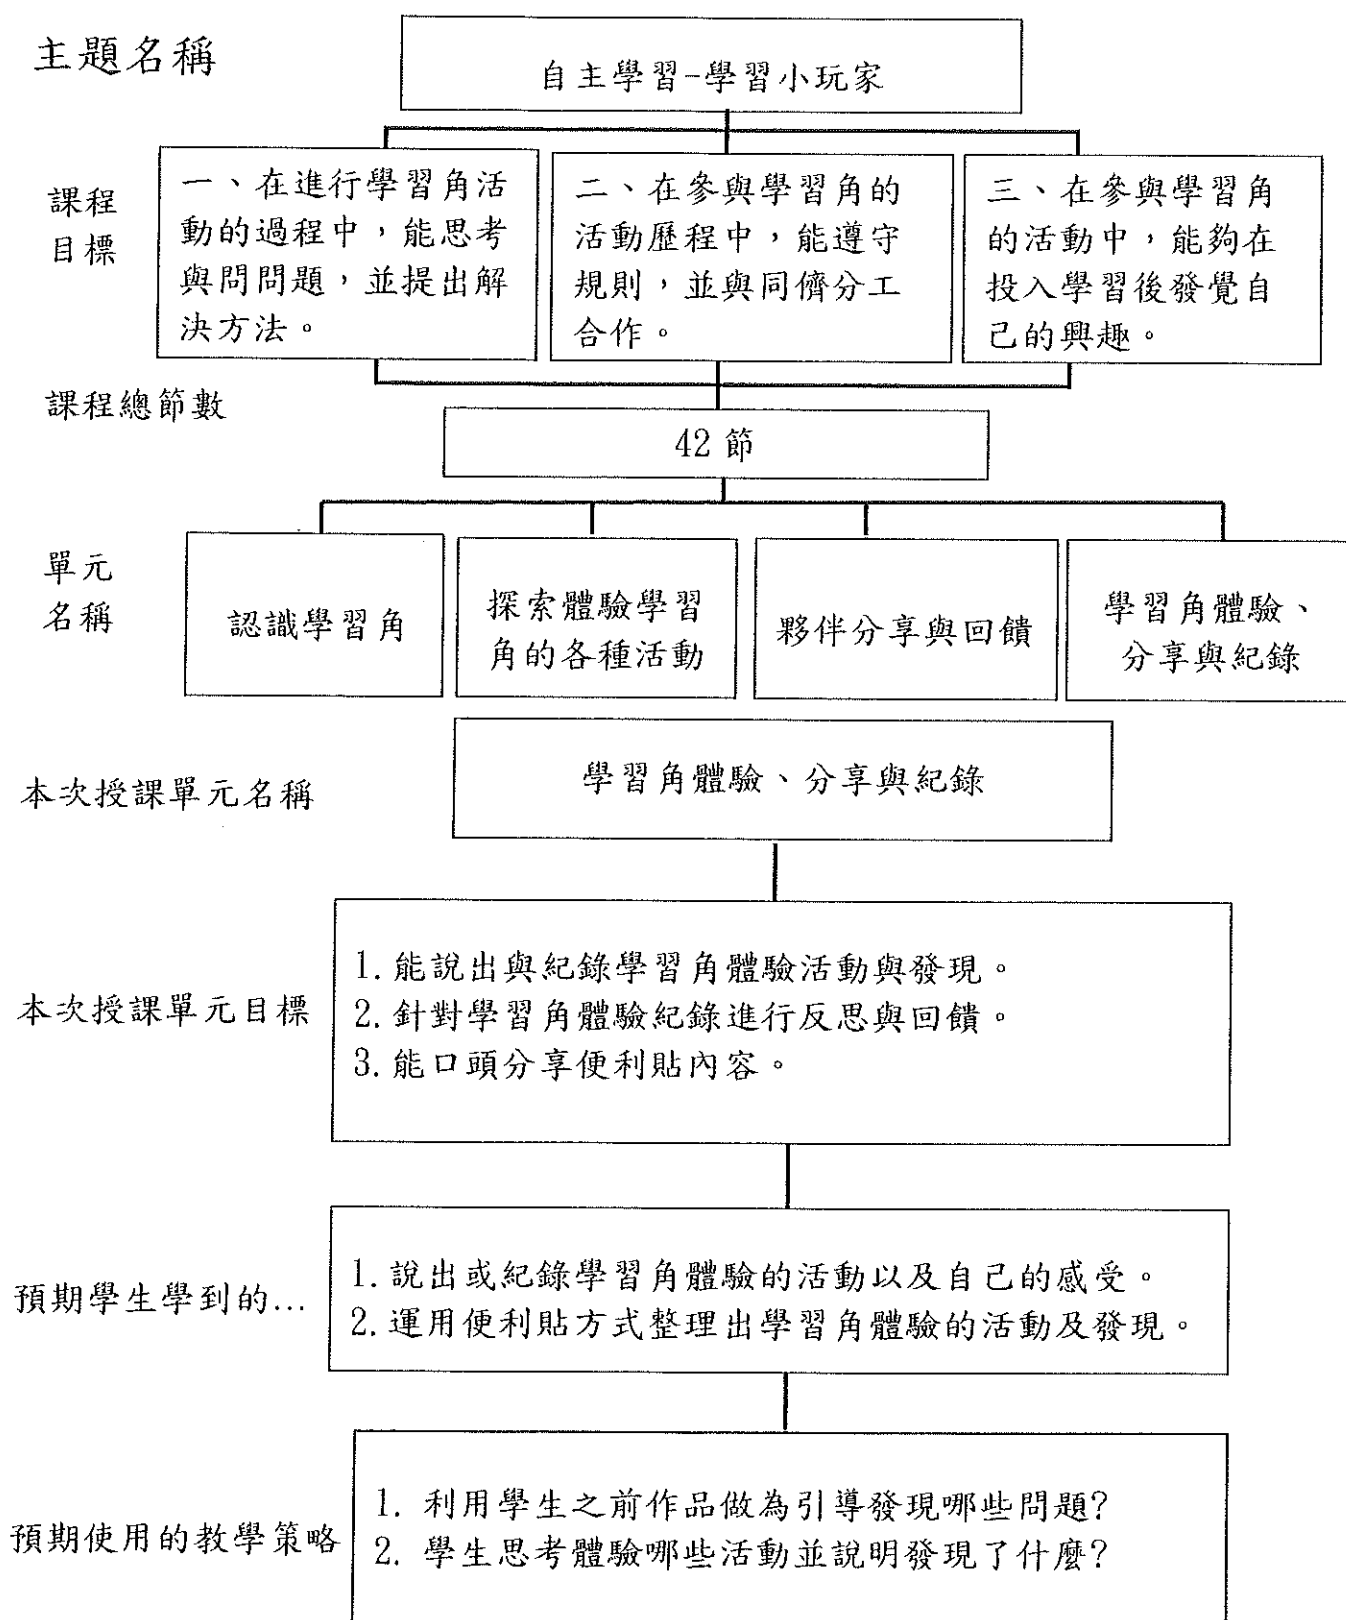 主題名稱
自主學習-學習小玩家
課程
目標
一、在進行學習角活
動的過程中，能思考
與問問題，並提出解
決方法。
二、在參與學習角的
活動歷程中，能遵守
規則，並與同儕分工
合作。
三、在參與學習角
的活動中，能夠在
投入學習後發覺自
己的興趣。
課程總節數
42 節
單元
名稱
認識學習角
探索體驗學習
角的各種活動
夥伴分享與回饋
學習角體驗、
分享與紀錄
本次授課單元名稱
學習角體驗、分享與紀錄
本次授課單元目標
1. 能說出與紀錄學習角體驗活動與發現。
2. 針對學習角體驗紀錄進行反思與回饋。
3. 能口頭分享便利貼內容。
預期學生學到的…
1. 說出或紀錄學習角體驗的活動以及自己的感受。
2. 運用便利貼方式整理出學習角體驗的活動及發現。
預期使用的教學策略
1. 利用學生之前作品做為引導發現哪些問題?
2. 學生思考體驗哪些活動並說明發現了什麼?